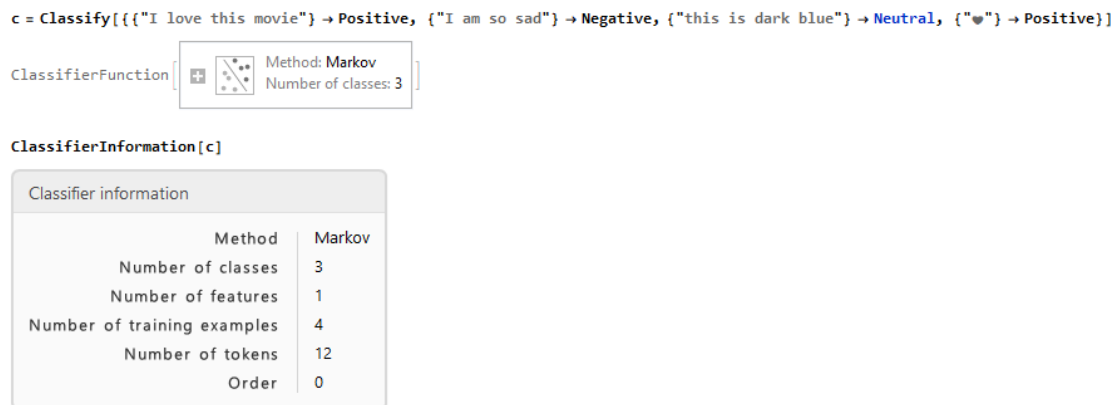 c = Classify[{{"I love this movie"} → Positive, {"I am so sad"} → Negative, {"this is dark blue"} → Neutral, {"♥"} → Positive}]
ClassifierFunction[ Method: Markov
Number of classes: 3 ]
ClassifierInformation[c]
Classifier information
Method Markov
Number of classes 3
Number of features 1
Number of training examples 4
Number of tokens 12
Order 0